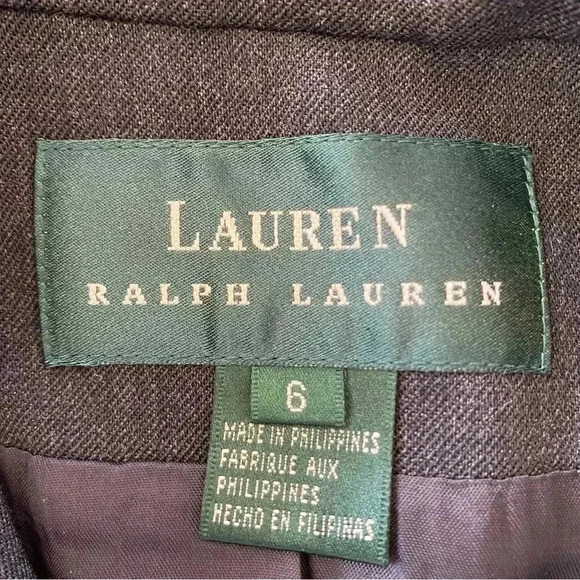 LAUREN
RALPH LAUREN
6
MADE IN PHILIPPINES
FABRIQUE AUX
PHILIPPINES
HECHO EN FILIPINAS